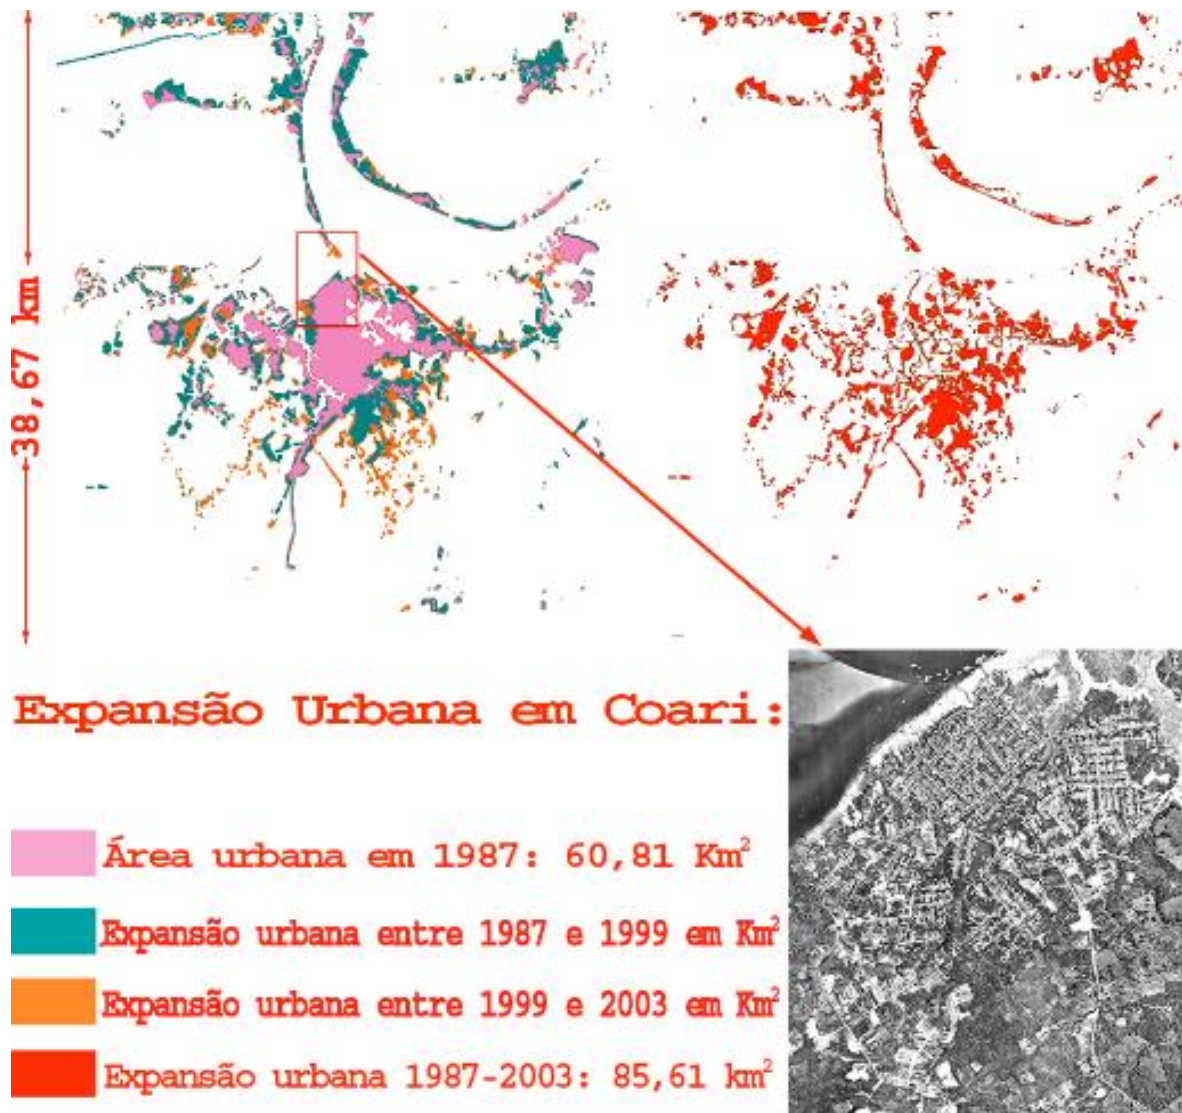 38,67 km
Expansão Urbana em Coari:
Área urbana em 1987: 60,81 Km²
Expansão urbana entre 1987 e 1999 em Km²
Expansão urbana entre 1999 e 2003 em Km²
Expansão urbana 1987-2003: 85,61 km²